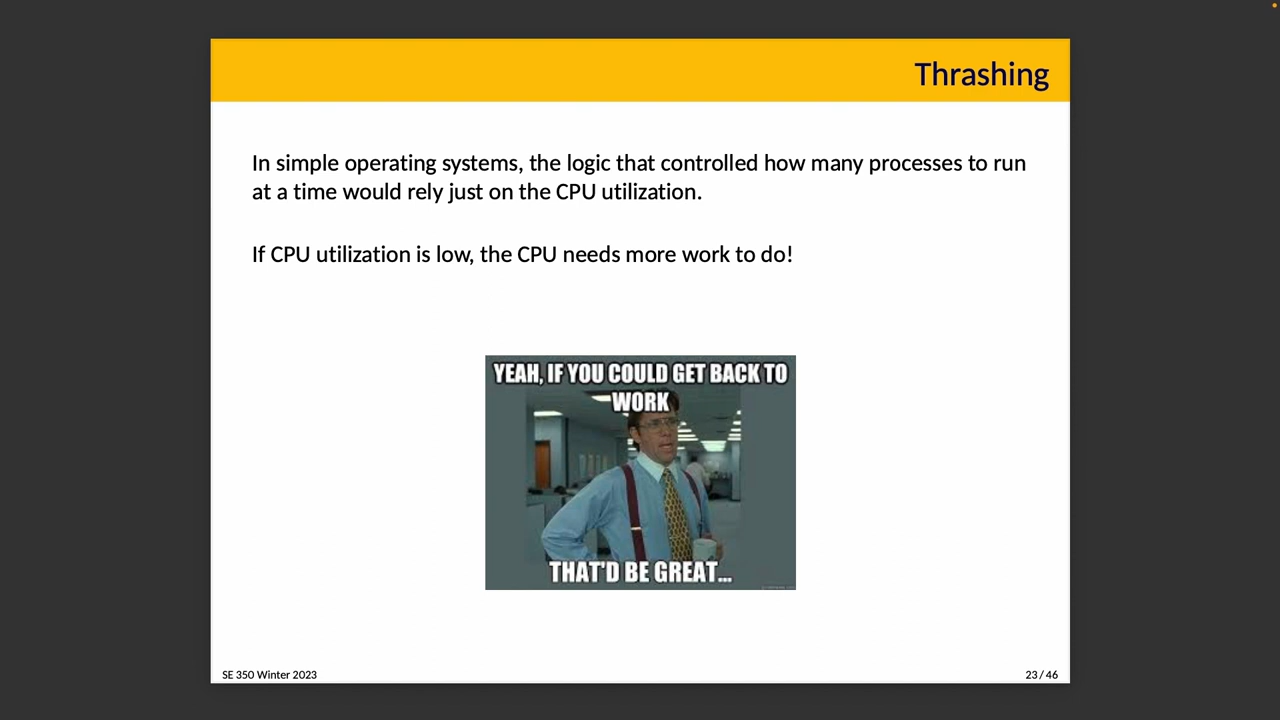 Thrashing
In simple operating systems, the logic that controlled how many processes to run
at a time would rely just on the CPU utilization.
If CPU utilization is low, the CPU needs more work to do!
YEAH, IF YOU COULD GET BACK TO
WORK
THAT'D BE GREAT...
SE 350 Winter 2023
23 / 46